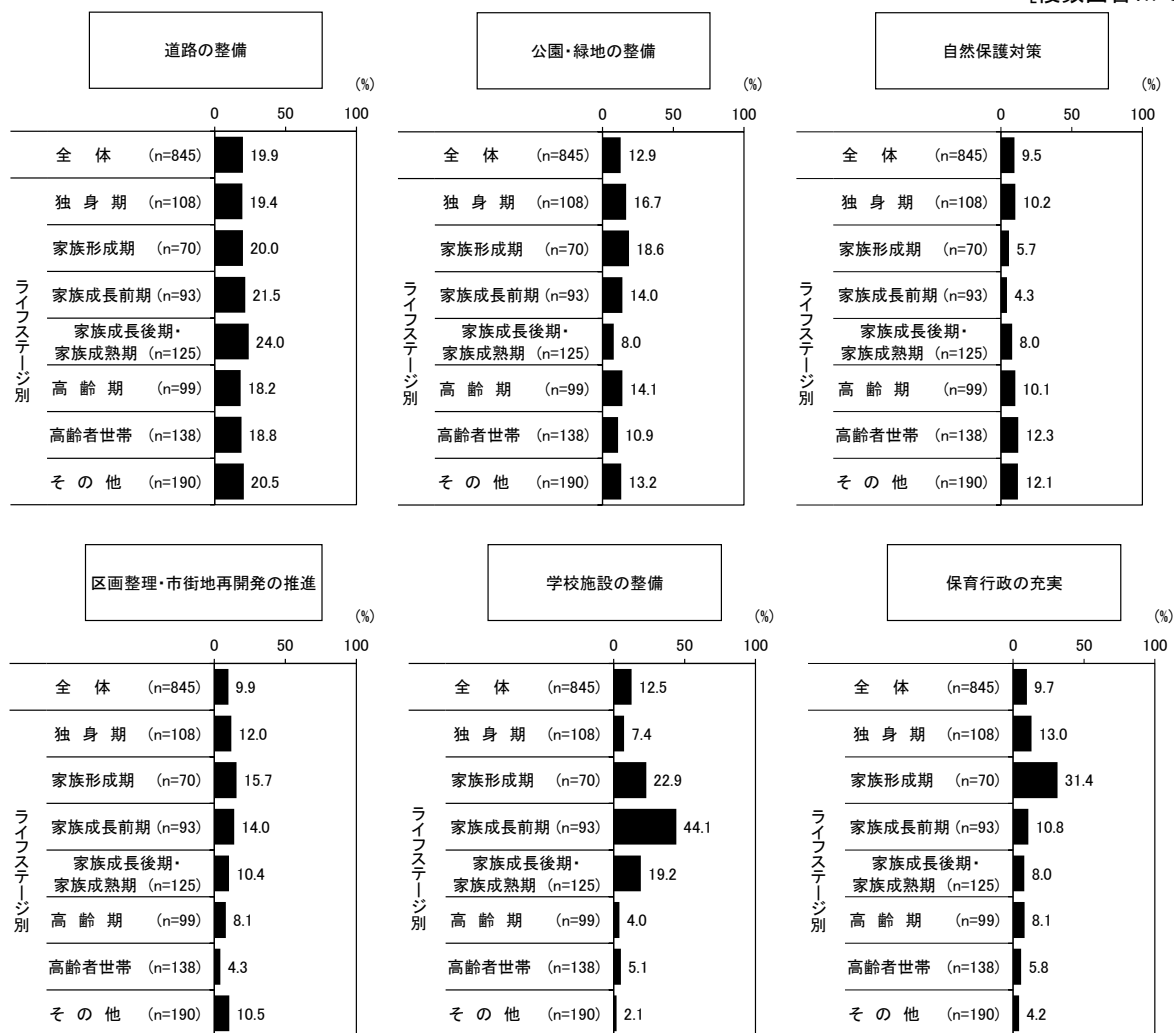 道路の整備
(%)
0 50 100
全 体 (n=845) 19.9
独 身 期 (n=108) 19.4
家族形成期 (n=70) 20.0
家族成長前期 (n=93) 21.5
家族成長後期・
家族成熟期 (n=125) 24.0
高 齢 期 (n=99) 18.2
高齢者世帯 (n=138) 18.8
そ の 他 (n=190) 20.5
ライフステージ別
公園・緑地の整備
(%)
0 50 100
全 体 (n=845) 12.9
独 身 期 (n=108) 16.7
家族形成期 (n=70) 18.6
家族成長前期 (n=93) 14.0
家族成長後期・
家族成熟期 (n=125) 8.0
高 齢 期 (n=99) 14.1
高齢者世帯 (n=138) 10.9
そ の 他 (n=190) 13.2
ライフステージ別
自然保護対策
(%)
0 50 100
全 体 (n=845) 9.5
独 身 期 (n=108) 10.2
家族形成期 (n=70) 5.7
家族成長前期 (n=93) 4.3
家族成長後期・
家族成熟期 (n=125) 8.0
高 齢 期 (n=99) 10.1
高齢者世帯 (n=138) 12.3
そ の 他 (n=190) 12.1
ライフステージ別
区画整理・市街地再開発の推進
(%)
0 50 100
全 体 (n=845) 9.9
独 身 期 (n=108) 12.0
家族形成期 (n=70) 15.7
家族成長前期 (n=93) 14.0
家族成長後期・
家族成熟期 (n=125) 10.4
高 齢 期 (n=99) 8.1
高齢者世帯 (n=138) 4.3
そ の 他 (n=190) 10.5
ライフステージ別
学校施設の整備
(%)
0 50 100
全 体 (n=845) 12.5
独 身 期 (n=108) 7.4
家族形成期 (n=70) 22.9
家族成長前期 (n=93) 44.1
家族成長後期・
家族成熟期 (n=125) 19.2
高 齢 期 (n=99) 4.0
高齢者世帯 (n=138) 5.1
そ の 他 (n=190) 2.1
ライフステージ別
保育行政の充実
(%)
0 50 100
全 体 (n=845) 9.7
独 身 期 (n=108) 13.0
家族形成期 (n=70) 31.4
家族成長前期 (n=93) 10.8
家族成長後期・
家族成熟期 (n=125) 8.0
高 齢 期 (n=99) 8.1
高齢者世帯 (n=138) 5.8
そ の 他 (n=190) 4.2
ライフステージ別